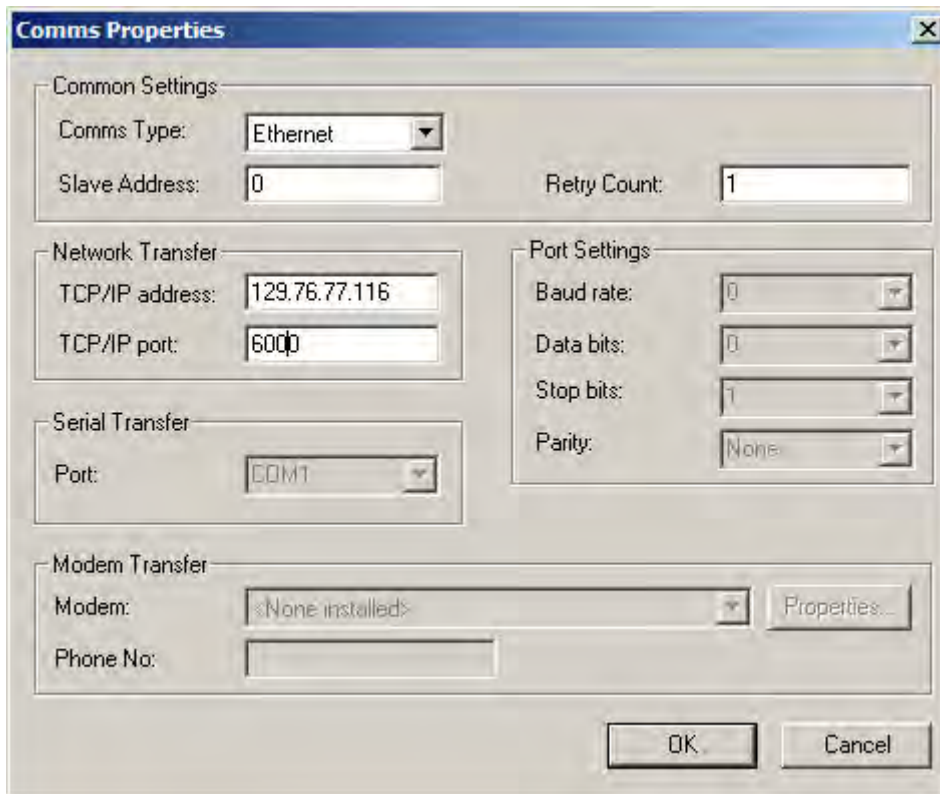 Comms Properties
Common Settings
Comms Type: Ethernet
Slave Address: 0 Retry Count: 1
Network Transfer
TCP/IP address: 129.76.77.116
TCP/IP port: 6000
Port Settings
Baud rate: 0
Data bits: 0
Stop bits: 1
Parity: None
Serial Transfer
Port: COM1
Modem Transfer
Modem: <None installed> Properties...
Phone No:
OK Cancel